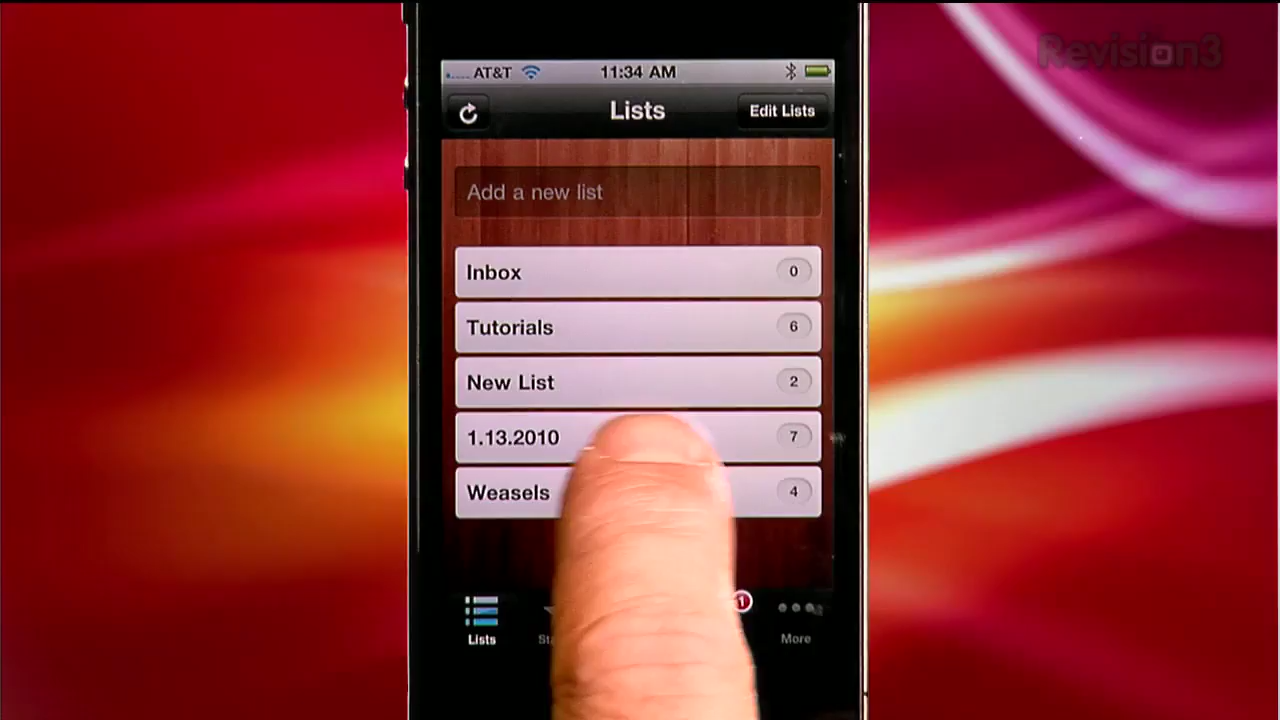 Revision3
AT&T 11:34 AM
Lists Edit Lists
Add a new list
Inbox 0
Tutorials 6
New List 2
1.13.2010 7
Weasels 4
1
Lists More